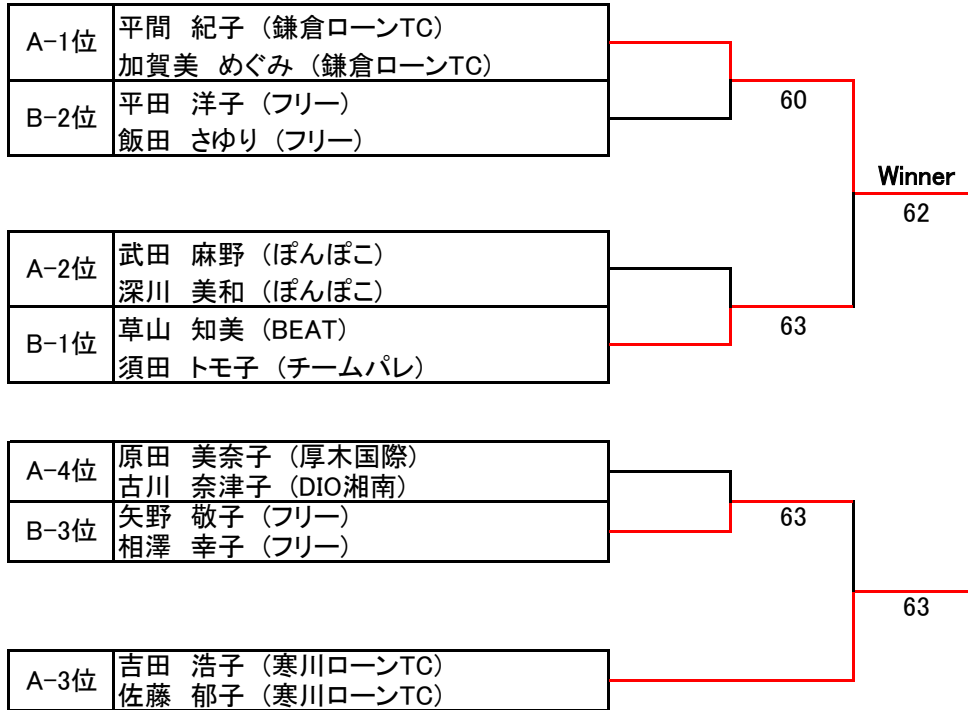 A-1位
平間 紀子 (鎌倉ローンTC)
加賀美 めぐみ (鎌倉ローンTC)
B-2位
平田 洋子 (フリー)
飯田 さゆり (フリー)
60
Winner
62
A-2位
武田 麻野 (ぽんぽこ)
深川 美和 (ぽんぽこ)
B-1位
草山 知美 (BEAT)
須田 トモ子 (チームパレ)
63
A-4位
原田 美奈子 (厚木国際)
古川 奈津子 (DIO湘南)
B-3位
矢野 敬子 (フリー)
相澤 幸子 (フリー)
63
63
A-3位
吉田 浩子 (寒川ローンTC)
佐藤 郁子 (寒川ローンTC)